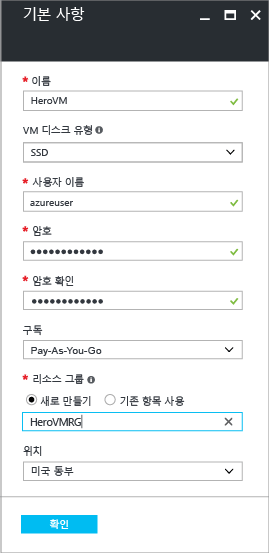 기본 사항
* 이름
HeroVM
VM 디스크 유형
SSD
* 사용자 이름
azureuser
* 암호
●●●●●●●●●●●●
* 암호 확인
●●●●●●●●●●●●
구독
Pay-As-You-Go
* 리소스 그룹
새로 만들기 기존 항목 사용
HeroVMRG
위치
미국 동부
확인